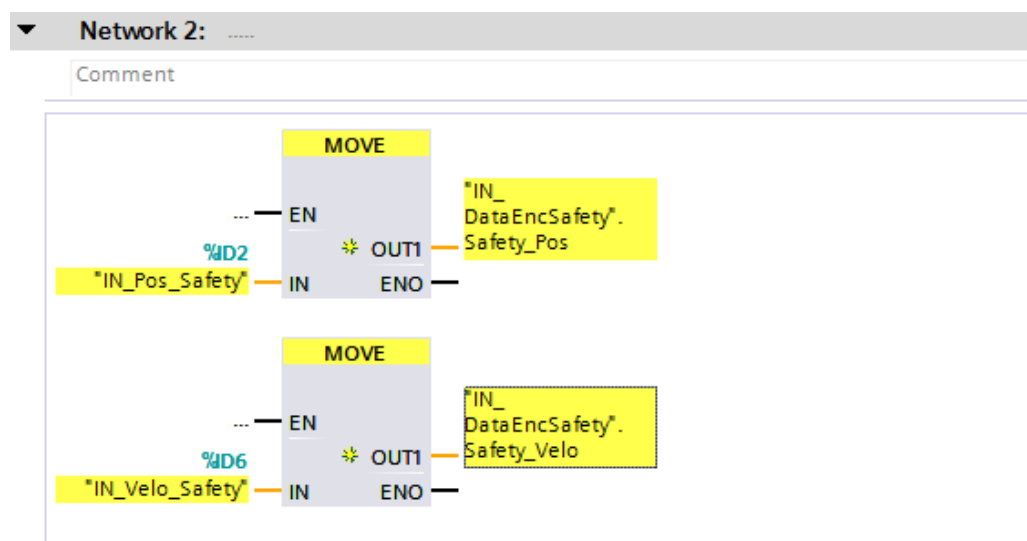 Network 2: .....
Comment
MOVE
"IN_
DataEncSafety".
Safety_Pos
... EN
%ID2
OUT1
"IN_Pos_Safety" IN ENO
MOVE
"IN_
DataEncSafety".
Safety_Velo
... EN
%ID6
OUT1
"IN_Velo_Safety" IN ENO